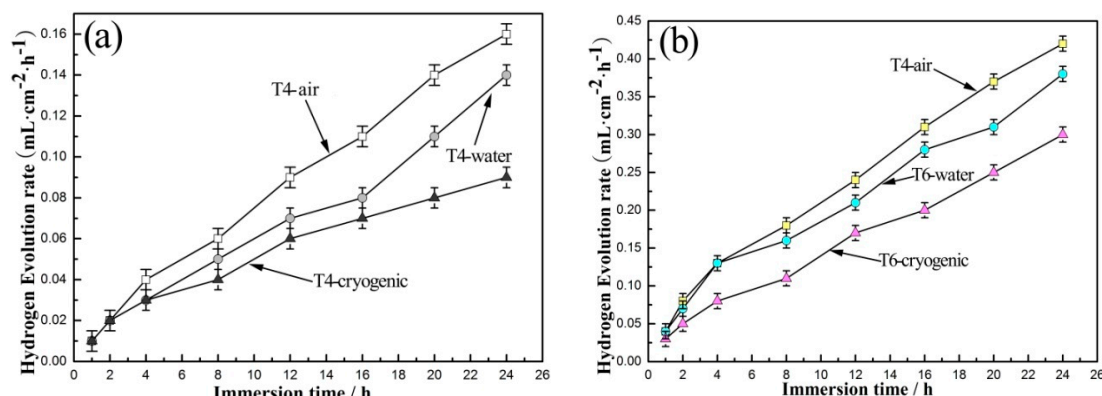 (a)
Hydrogen Evolution rate (mL·cm⁻²·h⁻¹)
0.16
0.14
0.12
0.10
0.08
0.06
0.04
0.02
0.00
T4-air
T4-water
T4-cryogenic
0 2 4 6 8 10 12 14 16 18 20 22 24 26
Immersion time / h
(b)
Hydrogen Evolution rate (mL·cm⁻²·h⁻¹)
0.45
0.40
0.35
0.30
0.25
0.20
0.15
0.10
0.05
0.00
T4-air
T6-water
T6-cryogenic
0 2 4 6 8 10 12 14 16 18 20 22 24 26
Immersion time / h